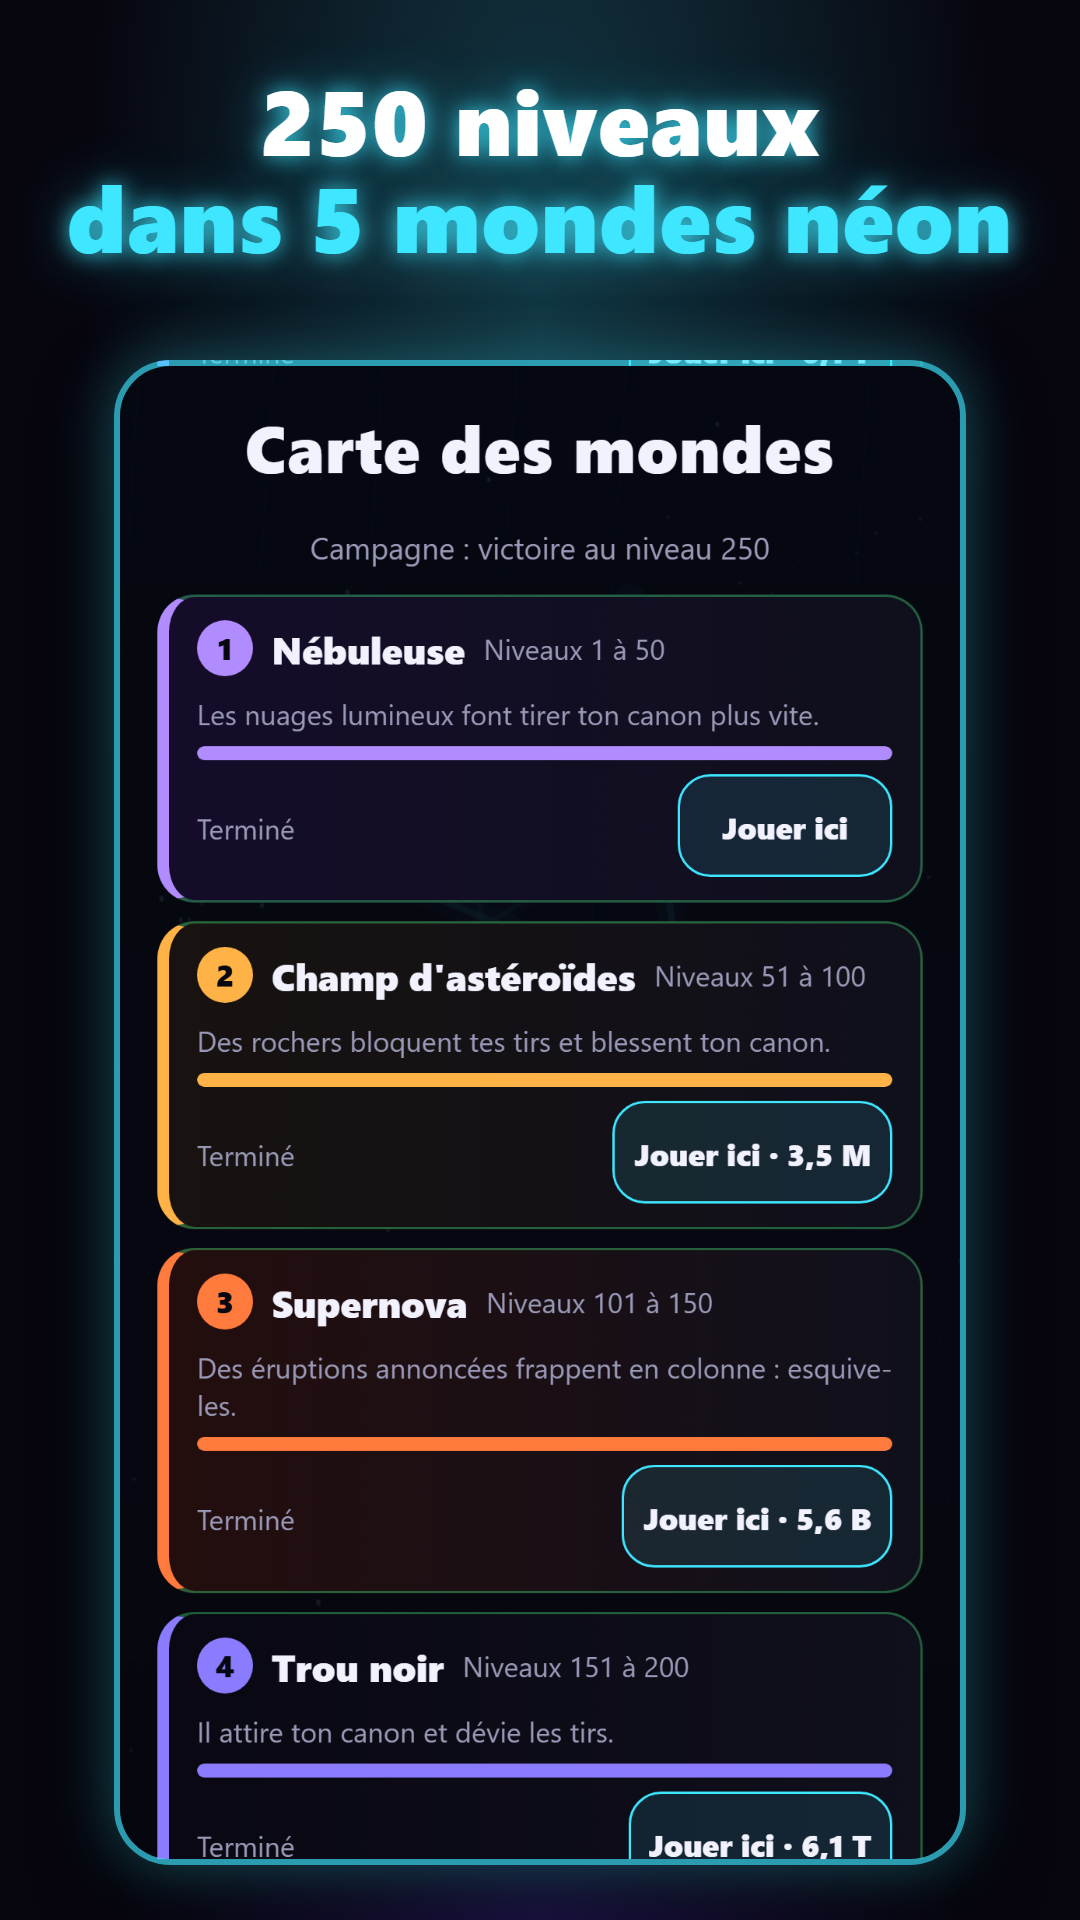 250 niveaux
dans 5 mondes néon
Carte des mondes
Campagne : victoire au niveau 250
1 Nébuleuse Niveaux 1 à 50
Les nuages lumineux font tirer ton canon plus vite.
Terminé Jouer ici
2 Champ d'astéroïdes Niveaux 51 à 100
Des rochers bloquent tes tirs et blessent ton canon.
Terminé Jouer ici · 3,5 M
3 Supernova Niveaux 101 à 150
Des éruptions annoncées frappent en colonne : esquive-
les.
Terminé Jouer ici · 5,6 B
4 Trou noir Niveaux 151 à 200
Il attire ton canon et dévie les tirs.
Terminé Jouer ici · 6,1 T